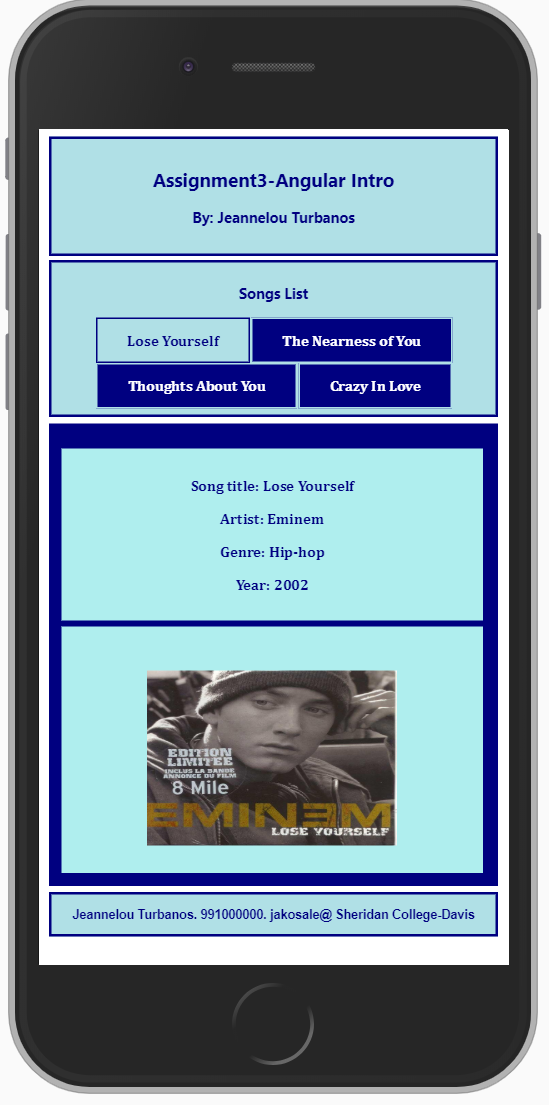 Assignment3-Angular Intro
By: Jeannelou Turbanos
Songs List
Lose Yourself
The Nearness of You
Thoughts About You
Crazy In Love
Song title: Lose Yourself
Artist: Eminem
Genre: Hip-hop
Year: 2002
EDITION
LIMITEE
INCLUS LA BANDE
ANNONCE DU FILM
8 Mile
EMINƎM
LOSE YOURSELF
Jeannelou Turbanos. 991000000. jakosale@ Sheridan College-Davis